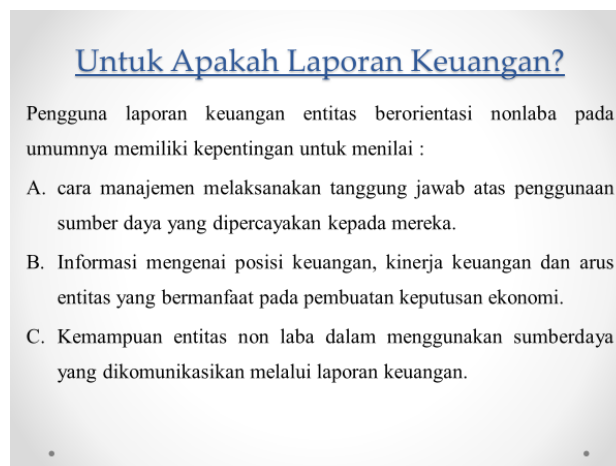 Untuk Apakah Laporan Keuangan?
Pengguna laporan keuangan entitas berorientasi nonlaba pada
umumnya memiliki kepentingan untuk menilai :
A. cara manajemen melaksanakan tanggung jawab atas penggunaan
sumber daya yang dipercayakan kepada mereka.
B. Informasi mengenai posisi keuangan, kinerja keuangan dan arus
entitas yang bermanfaat pada pembuatan keputusan ekonomi.
C. Kemampuan entitas non laba dalam menggunakan sumberdaya
yang dikomunikasikan melalui laporan keuangan.